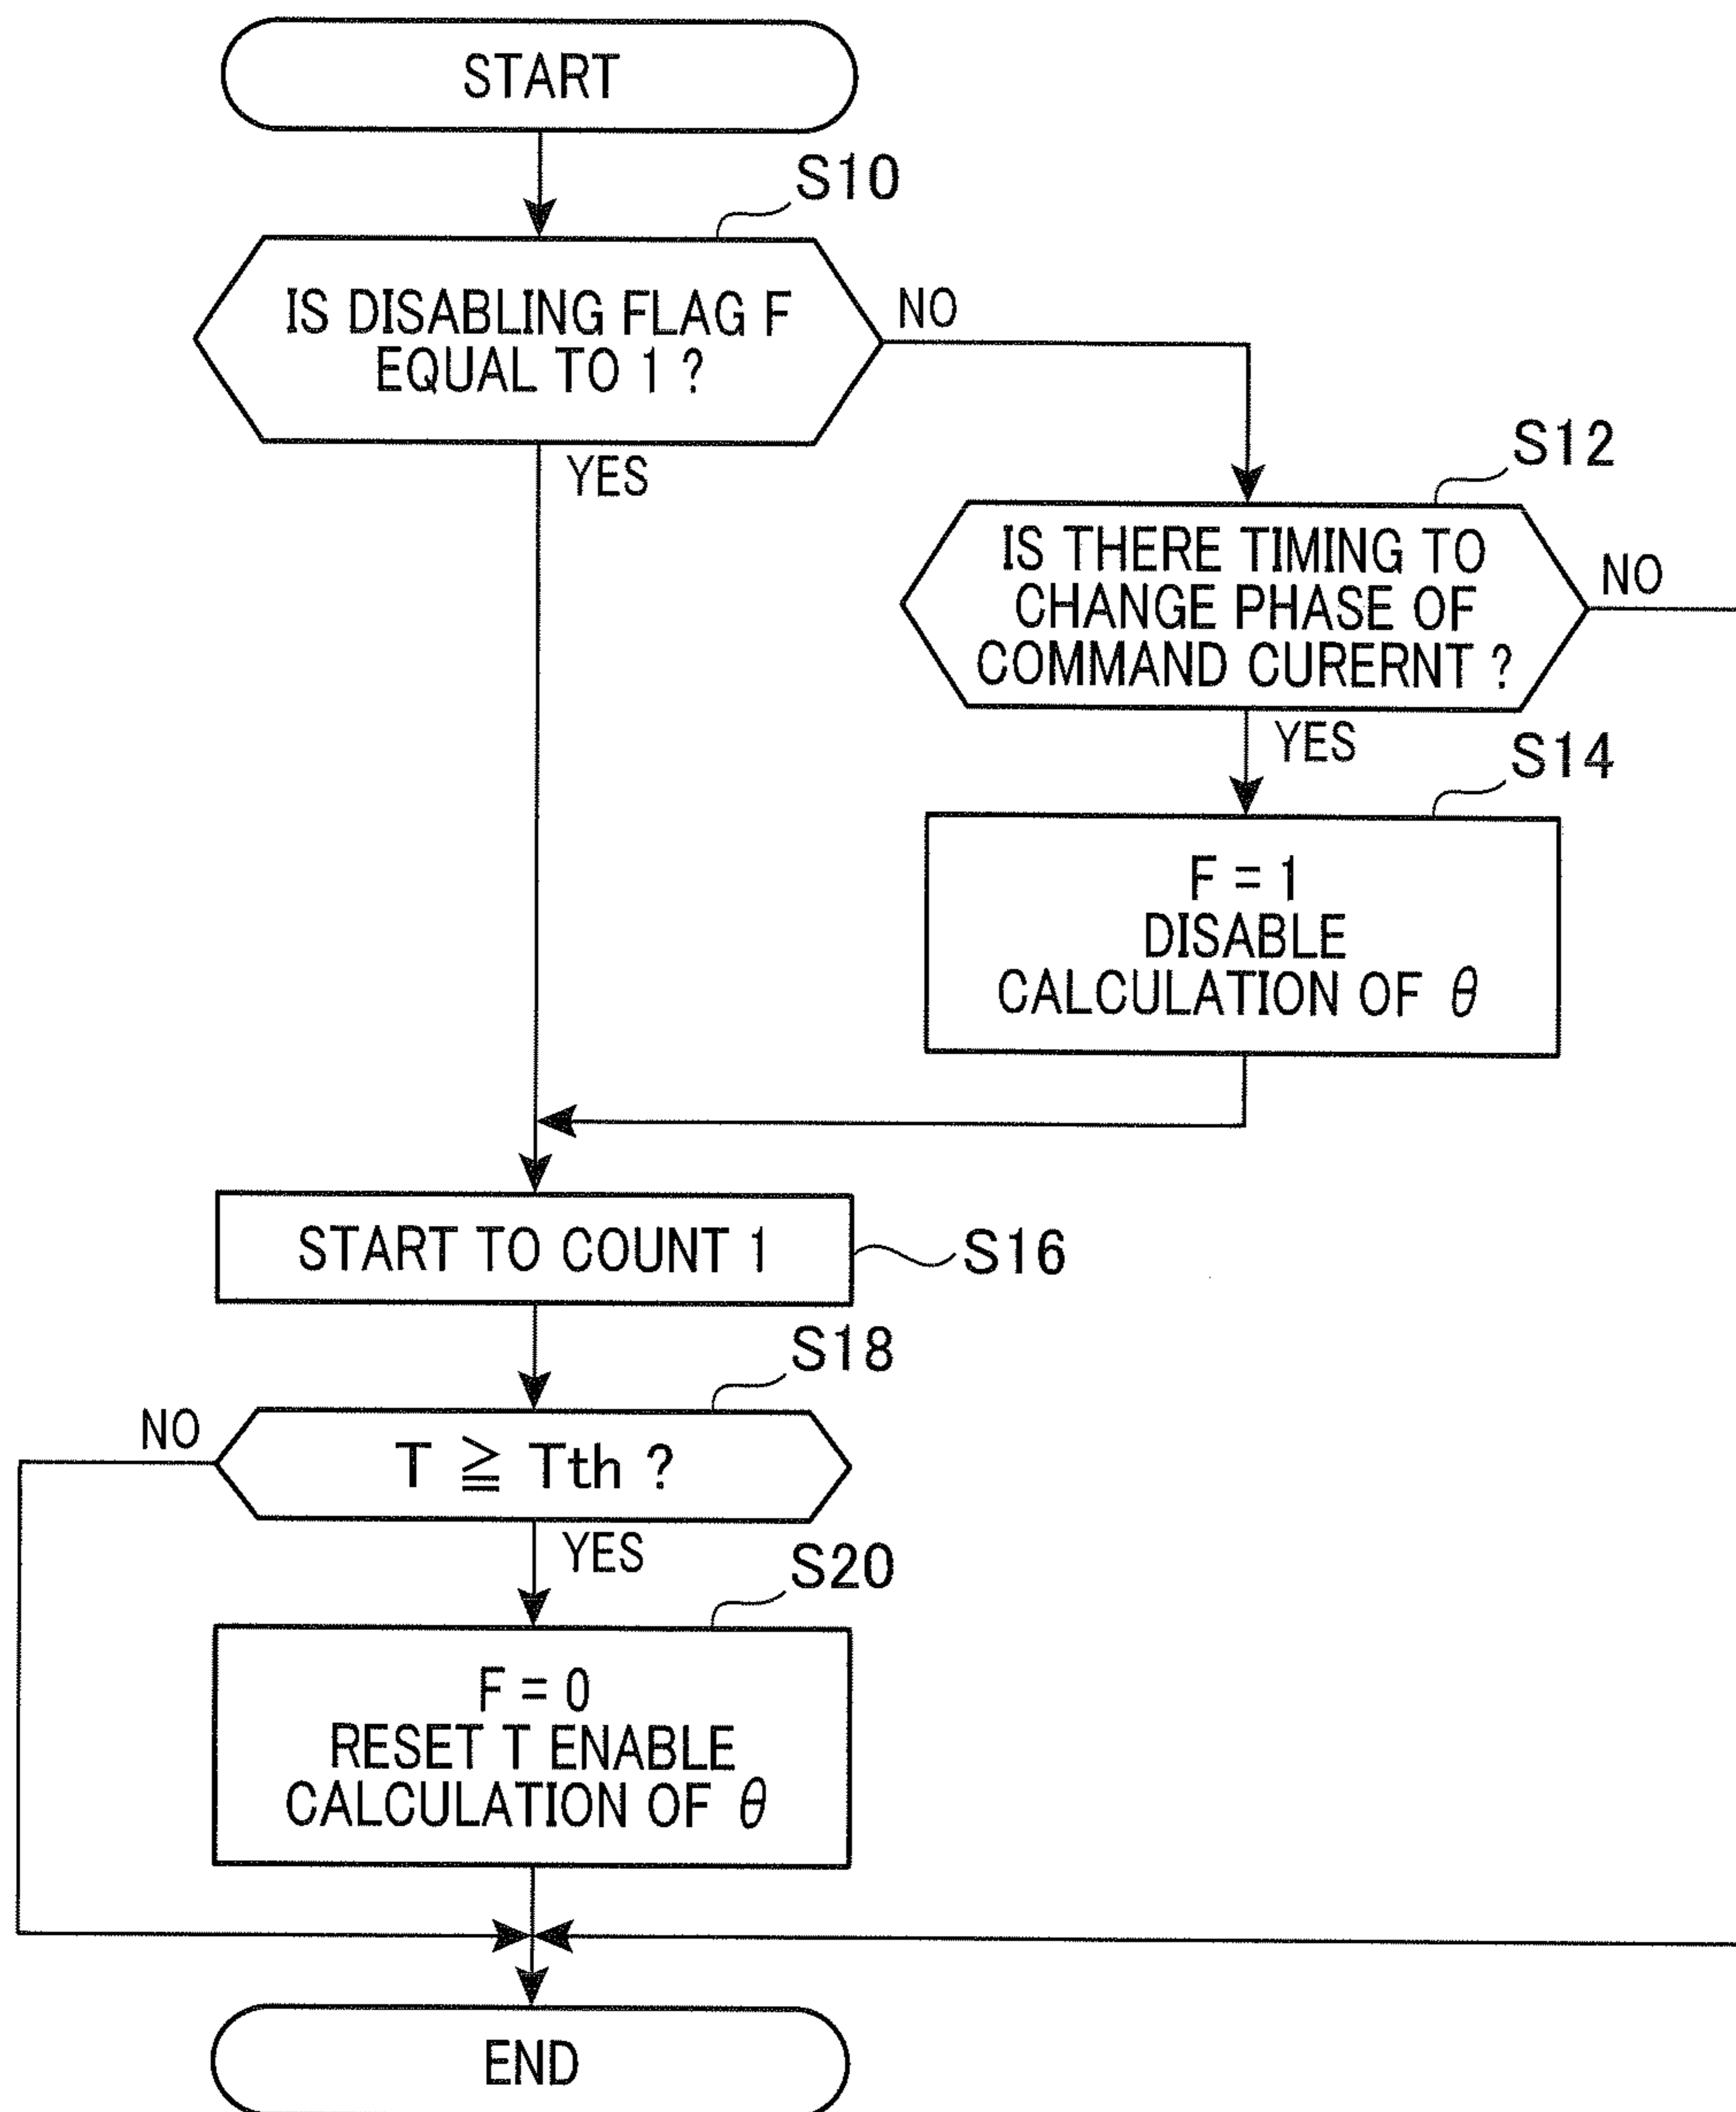 START
S10
IS DISABLING FLAG F
EQUAL TO 1 ?
NO
YES
S12
IS THERE TIMING TO
CHANGE PHASE OF
COMMAND CURERNT ?
NO
YES
S14
F = 1
DISABLE
CALCULATION OF θ
START TO COUNT 1
S16
S18
T ≧ Tth ?
NO
YES
S20
F = 0
RESET T ENABLE
CALCULATION OF θ
END